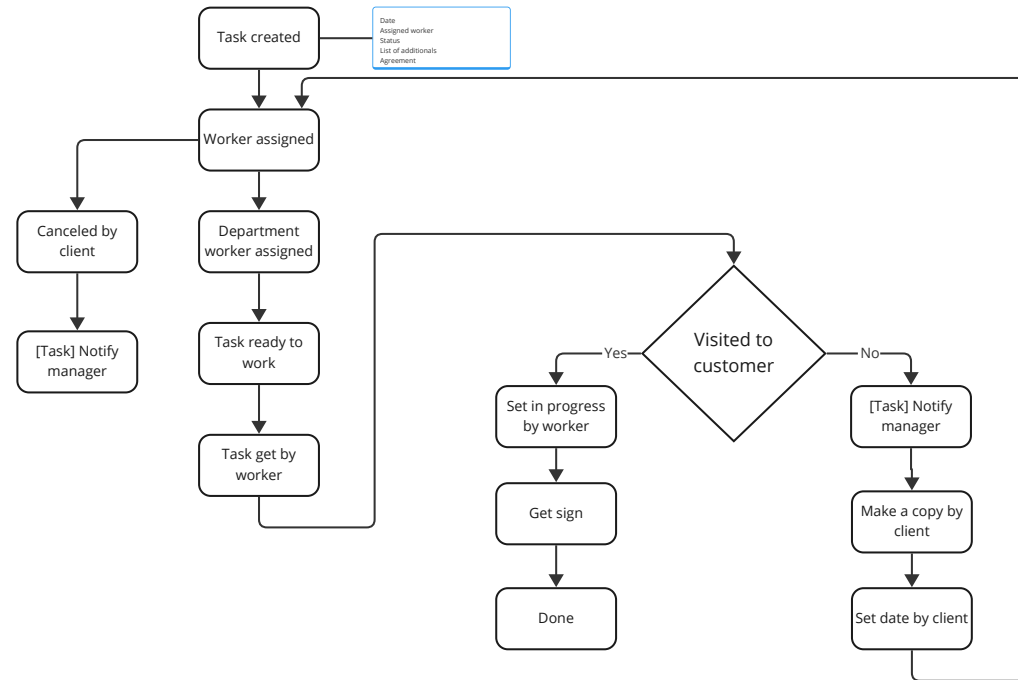 Task created
Date
Assigned worker
Status
List of additionals
Agreement
Worker assigned
Canceled by
client
Department
worker assigned
[Task] Notify
manager
Task ready to
work
Task get by
worker
Visited to
customer
Yes
No
Set in progress
by worker
Get sign
Done
[Task] Notify
manager
Make a copy by
client
Set date by client